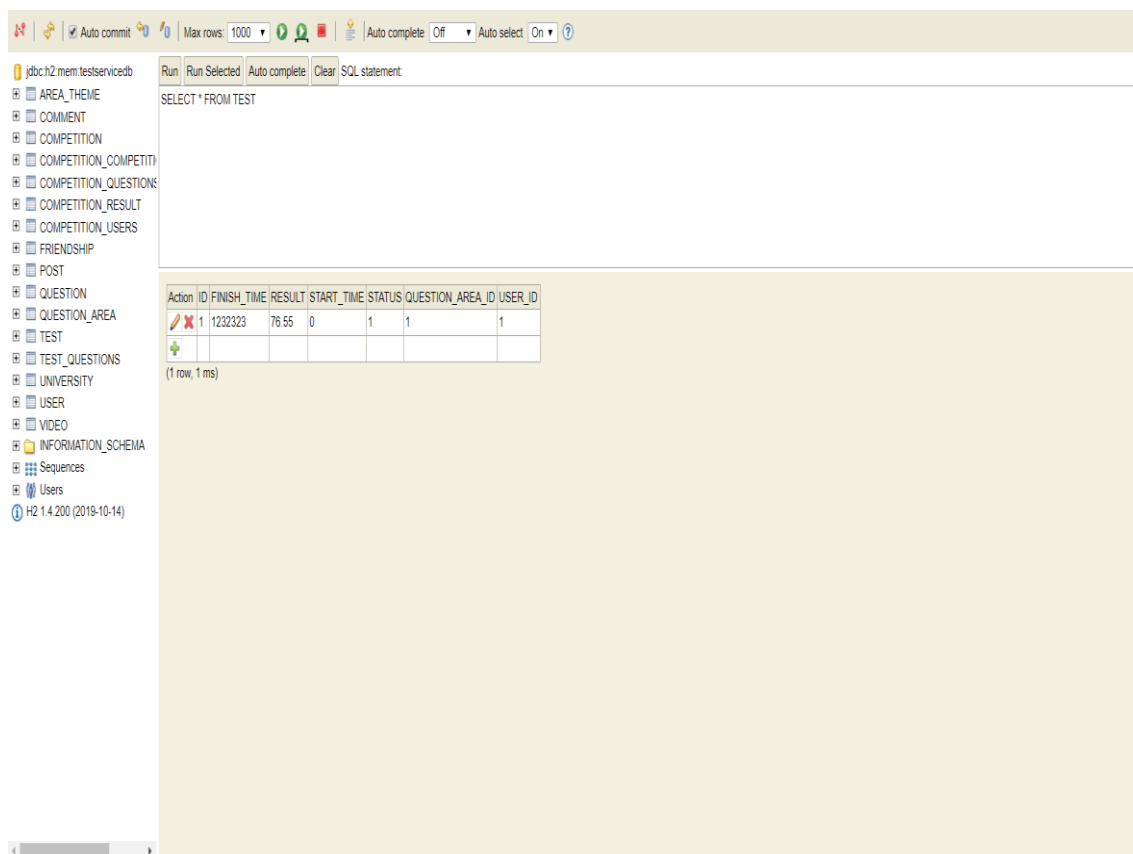 Auto commit Max rows: 1000 Auto complete Off Auto select On ?
jdbc:h2:mem:testservicedb
AREA_THEME
COMMENT
COMPETITION
COMPETITION_COMPETITI
COMPETITION_QUESTIONS
COMPETITION_RESULT
COMPETITION_USERS
FRIENDSHIP
POST
QUESTION
QUESTION_AREA
TEST
TEST_QUESTIONS
UNIVERSITY
USER
VIDEO
INFORMATION_SCHEMA
Sequences
Users
H2 1.4.200 (2019-10-14)
Run Run Selected Auto complete Clear SQL statement:
SELECT * FROM TEST
Action ID FINISH_TIME RESULT START_TIME STATUS QUESTION_AREA_ID USER_ID
1 1232323 76.55 0 1 1 1
(1 row, 1 ms)